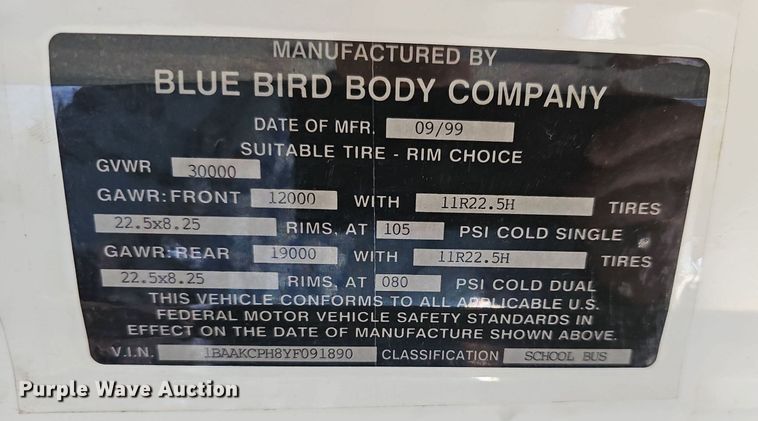 MANUFACTURED BY
BLUE BIRD BODY COMPANY
DATE OF MFR. 09/99
SUITABLE TIRE - RIM CHOICE
GVWR 30000
GAWR: FRONT 12000 WITH 11R22.5H TIRES
22.5x8.25 RIMS, AT 105 PSI COLD SINGLE
GAWR: REAR 19000 WITH 11R22.5H TIRES
22.5x8.25 RIMS, AT 080 PSI COLD DUAL
THIS VEHICLE CONFORMS TO ALL APPLICABLE U.S.
FEDERAL MOTOR VEHICLE SAFETY STANDARDS IN
EFFECT ON THE DATE OF MANUFACTURE SHOWN ABOVE.
V.I.N. 1BAAKCPH8YF091890 CLASSIFICATION SCHOOL BUS
Purple Wave Auction